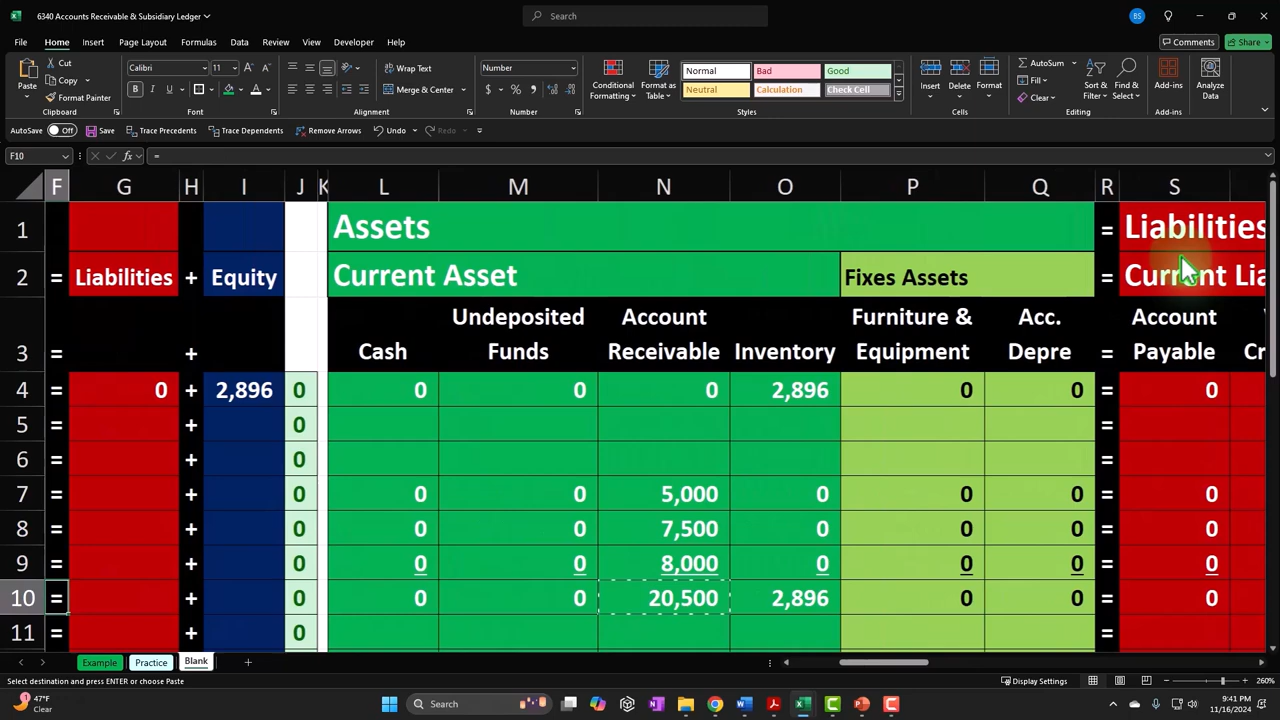 6340 Accounts Receivable & Subsidiary Ledger
Search
BS
File Home Insert Page Layout Formulas Data Review View Developer Help
Comments Share
Paste Cut Copy Format Painter
Calibri 11
B I U A
Wrap Text
Merge & Center
Number
$ % ,
Conditional Formatting Format as Table
Normal Bad Good
Neutral Calculation Check Cell
Insert Delete Format
AutoSum Fill Clear
Sort & Filter Find & Select
Add-ins
Analyze Data
Clipboard Font Alignment Number Styles Cells Editing Add-ins
AutoSave Off Save Trace Precedents Trace Dependents Remove Arrows Undo Redo
F10 fx =
F G H I J K L M N O P Q R S
1 Assets = Liabilities
2 = Liabilities + Equity Current Asset Fixes Assets = Current Lia
Undeposited Account Furniture & Acc. Account
3 = + Cash Funds Receivable Inventory Equipment Depre = Payable Cr
4 = 0 + 2,896 0 0 0 0 2,896 0 0 = 0
5 = + 0 =
6 = + 0 =
7 = + 0 0 0 5,000 0 0 0 = 0
8 = + 0 0 0 7,500 0 0 0 = 0
9 = + 0 0 0 8,000 0 0 0 = 0
10 = + 0 0 0 20,500 2,896 0 0 = 0
11 = + 0 =
Example Practice Blank
Select destination and press ENTER or choose Paste
Display Settings
260%
47°F
Clear
Search
9:41 PM
11/16/2024